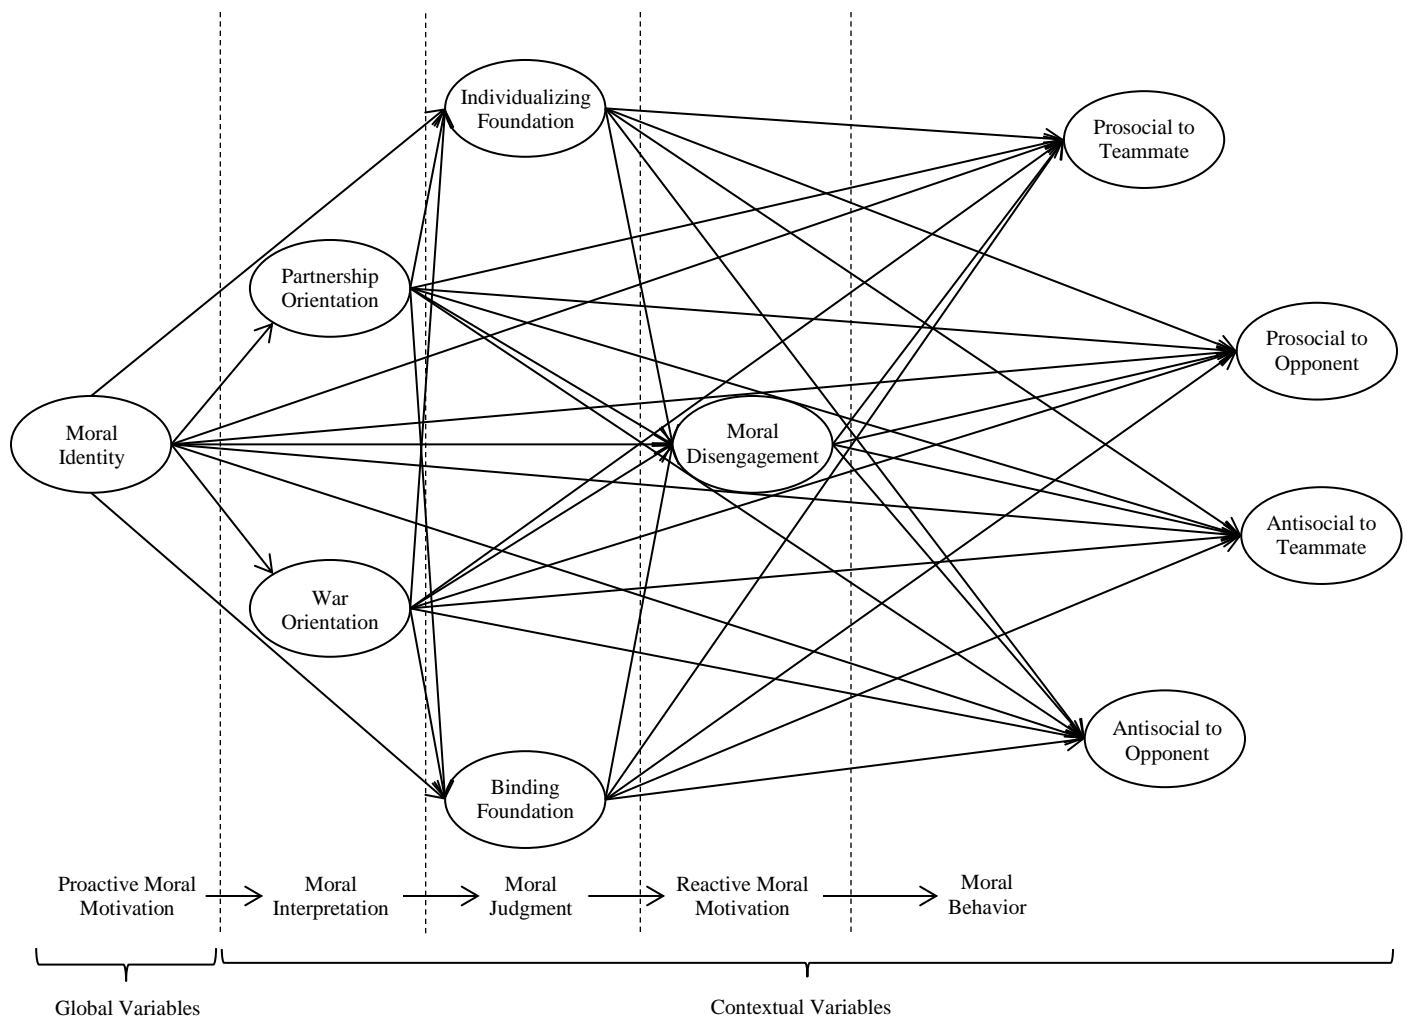 Individualizing
Foundation
Prosocial to
Teammate
Partnership
Orientation
Prosocial to
Opponent
Moral
Identity
Moral
Disengagement
Antisocial to
Teammate
War
Orientation
Antisocial to
Opponent
Binding
Foundation
Proactive Moral
Motivation
Moral
Interpretation
Moral
Judgment
Reactive Moral
Motivation
Moral
Behavior
Global Variables
Contextual Variables